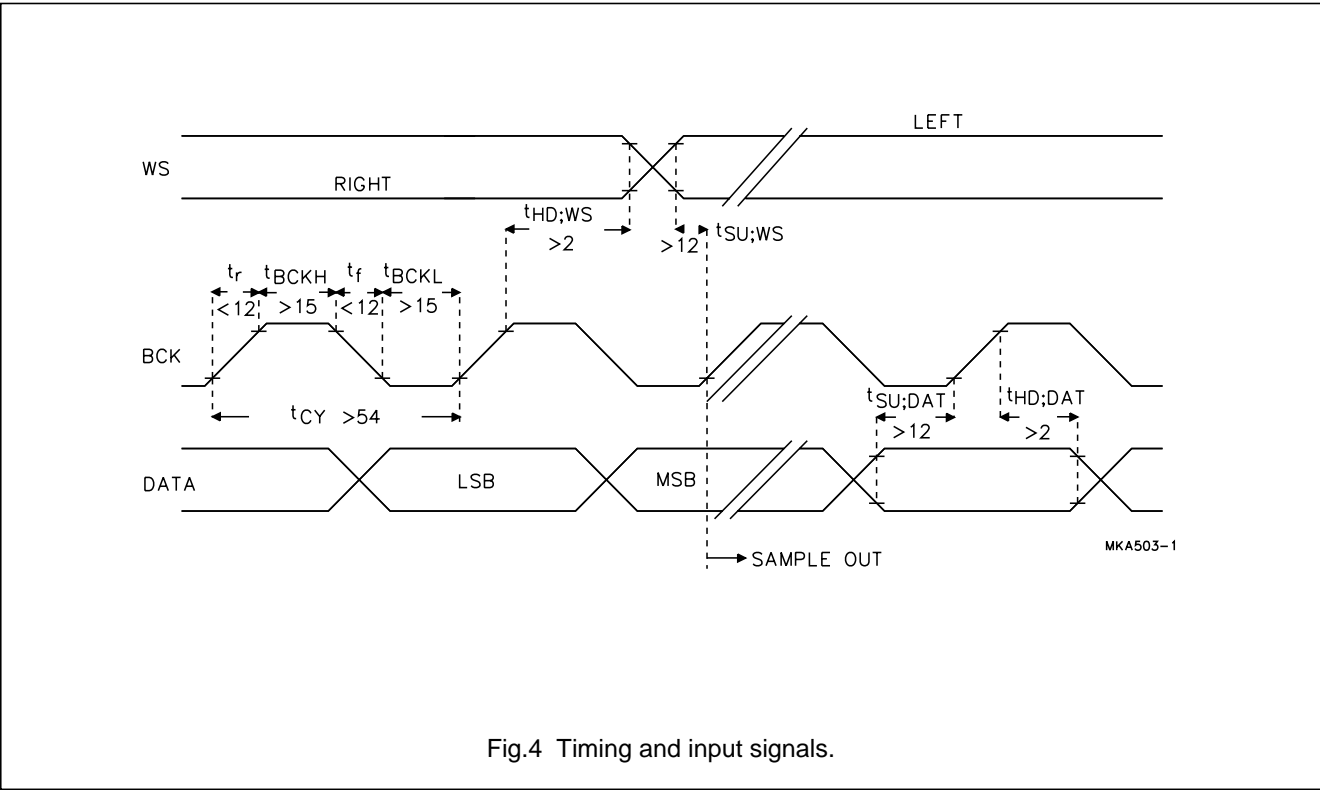 LEFT
WS
RIGHT
tHD;WS
>2
>12
tSU;WS
tr
tBCKH
tf
tBCKL
<12
>15
<12
>15
BCK
tCY >54
tSU;DAT
>12
tHD;DAT
>2
DATA
LSB
MSB
MKA503-1
SAMPLE OUT
Fig.4 Timing and input signals.